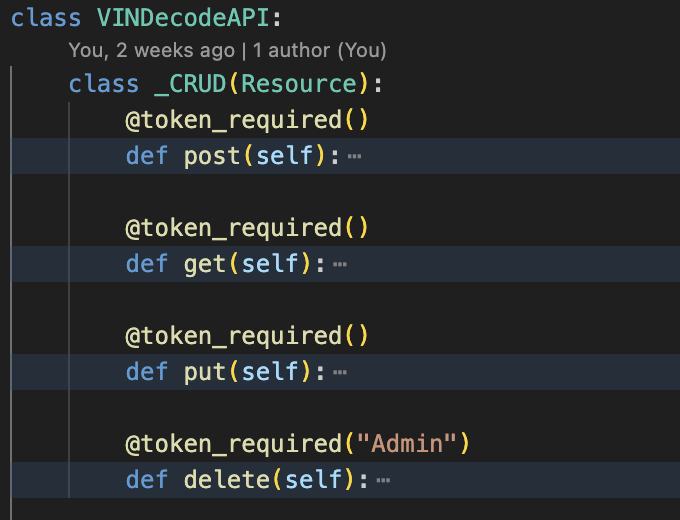 class VINDecodeAPI:
You, 2 weeks ago | 1 author (You)
class _CRUD(Resource):
@token_required()
def post(self):⋯
@token_required()
def get(self):⋯
@token_required()
def put(self):⋯
@token_required("Admin")
def delete(self):⋯